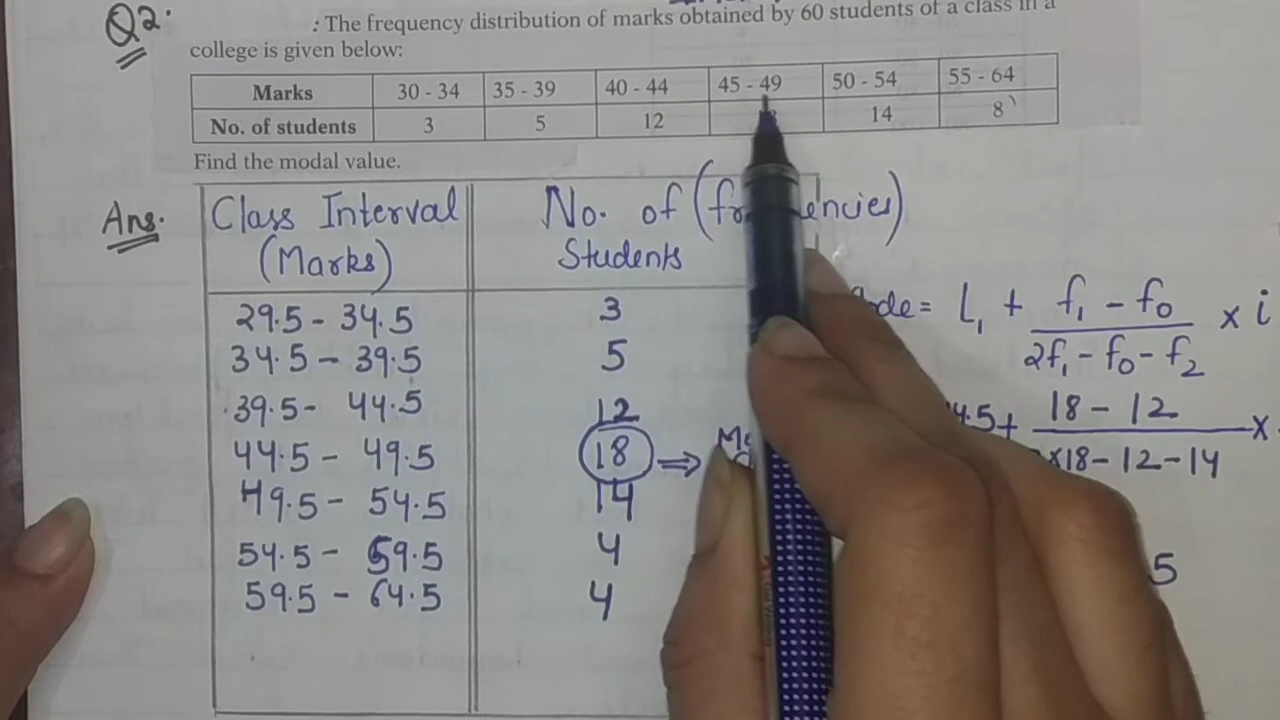 Q2.
: The frequency distribution of marks obtained by 60 students of a class in a
college is given below:
Marks 30 - 34 35 - 39 40 - 44 45 - 49 50 - 54 55 - 64
No. of students 3 5 12 14 8
Find the modal value.
Ans.
Class Interval No. of (
(Marks) Students
29.5 - 34.5 3
34.5 - 39.5 5
39.5 - 44.5 12
44.5 - 49.5 18 ⇒
49.5 - 54.5 14
54.5 - 59.5 4
59.5 - 64.5 4
= L₁ + f₁ - f₀ / 2f₁ - f₀ - f₂ × i
4.5 + 18 - 12 / ×18 - 12 - 14 ×
5